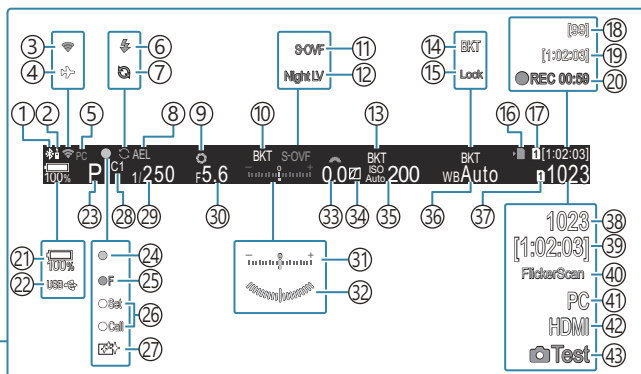 ③ ④ ⑤ ⑥ ⑦ ⑧ ⑨ ⑩
S-OVF ⑪
Night LV ⑫
⑬
⑭ BKT
⑮ Lock
⑯ ⑰
[99] ⑱
[1:02:03] ⑲
REC 00:59 ⑳
① ②
PC AEL BKT S-OVF BKT BKT 1 [1:02:03]
100% P C1 1/250 F5.6 – 0 + 0.0 ISO Auto 200 WB Auto n 1023
㉓ ㉘ ㉙ ㉚ ㉝ ㉞ ㉟ ㊱ ㊲
㉑ 100%
㉒ USB
㉔
F ㉕
Set
Call ㉖
㉗
– 0 + ㉛
㉜
1023 ㊳
[1:02:03] ㊴
FlickerScan ㊵
PC ㊶
HDMI ㊷
Test ㊸